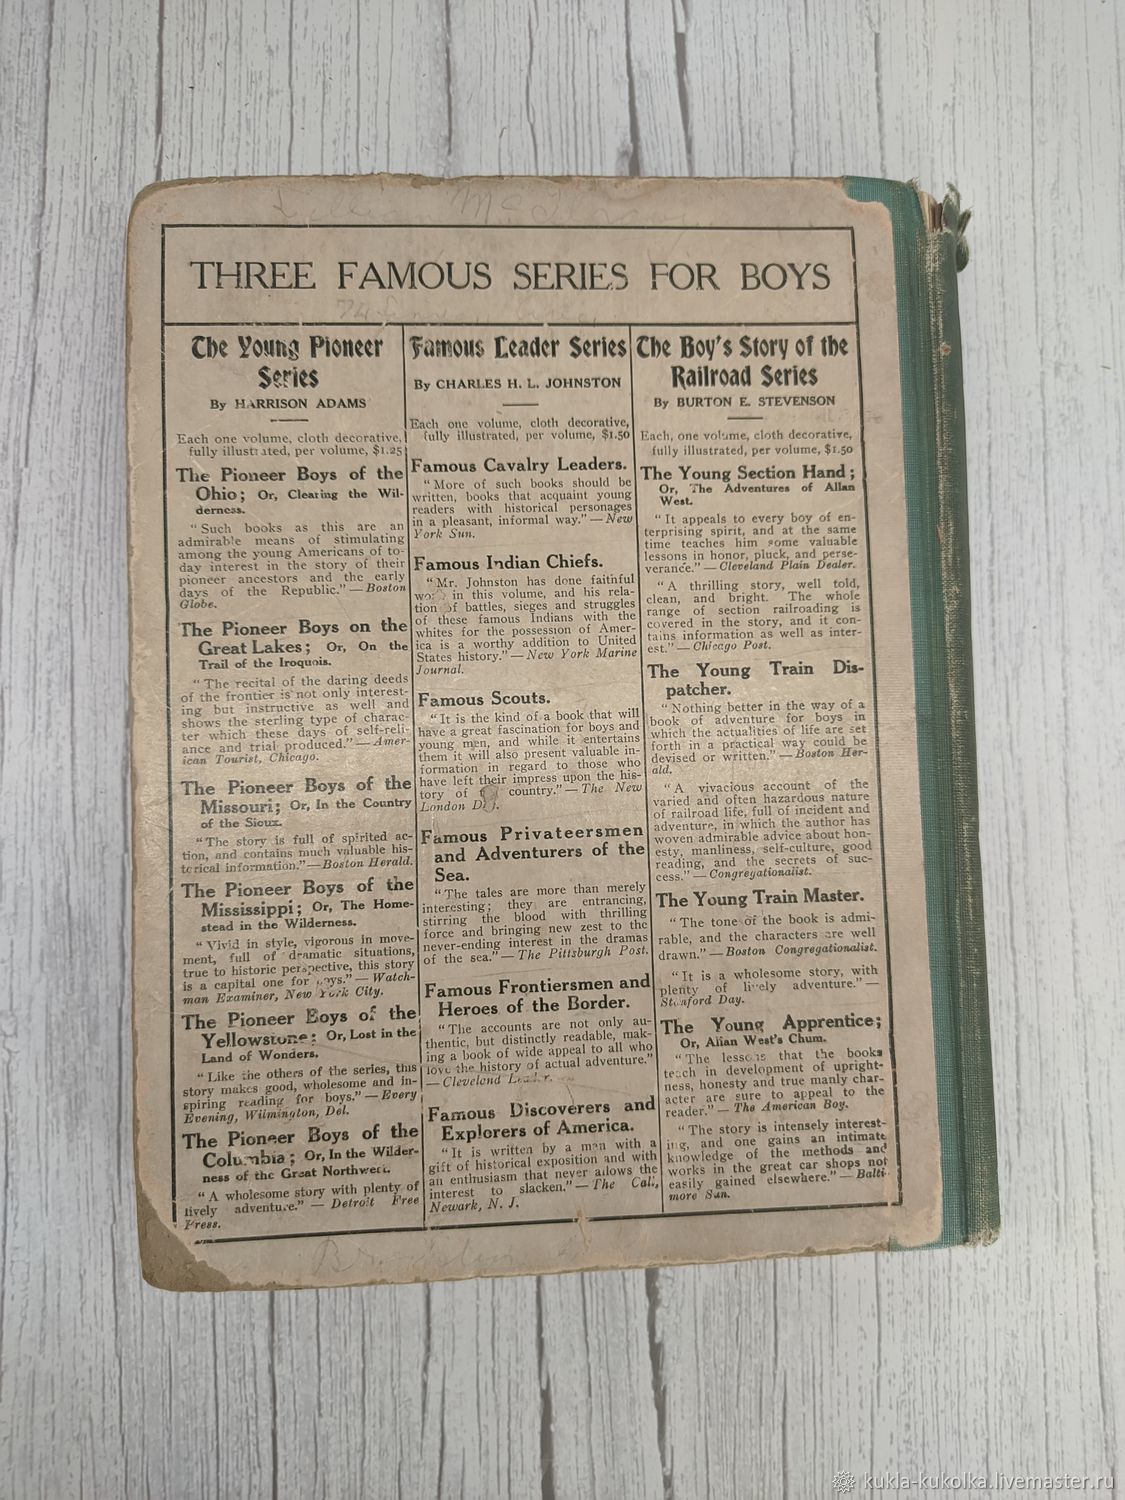 THREE FAMOUS SERIES FOR BOYS
The Young Pioneer
Series
By HARRISON ADAMS
Each one volume, cloth decorative,
fully illustrated, per volume, $1.25
The Pioneer Boys of the
Ohio; Or, Clearing the Wil-
derness.
"Such books as this are an
admirable means of stimulating
among the young Americans of to-
day interest in the story of their
pioneer ancestors and the early
days of the Republic." — Boston
Globe.
The Pioneer Boys on the
Great Lakes; Or, On the
Trail of the Iroquois.
"The recital of the daring deeds
of the frontier is not only interest-
ing but instructive as well and
shows the sterling type of charac-
ter which these days of self-reli-
ance and trial produced." — Amer-
ican Tourist, Chicago.
The Pioneer Boys of the
Missouri; Or, In the Country
of the Sioux.
"The story is full of spirited ac-
tion, and contains much valuable his-
torical information." — Boston Herald.
The Pioneer Boys of the
Mississippi; Or, The Home-
stead in the Wilderness.
"Vivid in style, vigorous in move-
ment, full of dramatic situations,
true to historic perspective, this story
is a capital one for boys." — Watch-
man Examiner, New York City.
The Pioneer Boys of the
Yellowstone; Or, Lost in the
Land of Wonders.
"Like the others of the series, this
story makes good, wholesome and in-
spiring reading for boys." — Every
Evening, Wilmington, Del.
The Pioneer Boys of the
Columbia; Or, In the Wilder-
ness of the Great Northwest.
"A wholesome story with plenty of
lively adventure." — Detroit Free
Press.
Famous Leader Series
By CHARLES H. L. JOHNSTON
Each one volume, cloth decorative,
fully illustrated, per volume, $1.50
Famous Cavalry Leaders.
"More of such books should be
written, books that acquaint young
readers with historical personages
in a pleasant, informal way." — New
York Sun.
Famous Indian Chiefs.
"Mr. Johnston has done faithful
work in this volume, and his rela-
tion of battles, sieges and struggles
of these famous Indians with the
whites for the possession of Amer-
ica is a worthy addition to United
States history." — New York Marine
Journal.
Famous Scouts.
"It is the kind of a book that will
have a great fascination for boys and
young men, and while it entertains
them it will also present valuable in-
formation in regard to those who
have left their impress upon the his-
tory of country." — The New
London
Famous Privateersmen
and Adventurers of the
Sea.
"The tales are more than merely
interesting; they are entrancing,
stirring the blood with thrilling
force and bringing new zest to the
never-ending interest in the dramas
of the sea." — The Pittsburgh Post.
Famous Frontiersmen and
Heroes of the Border.
"The accounts are not only au-
thentic, but distinctly readable, mak-
ing a book of wide appeal to all who
love the history of actual adventure."
— Cleveland Leader.
Famous Discoverers and
Explorers of America.
"It is written by a man with a
gift of historical exposition and with
an enthusiasm that never allows the
interest to slacken." — The Call,
Newark, N. J.
The Boy's Story of the
Railroad Series
By BURTON E. STEVENSON
Each, one volume, cloth decorative,
fully illustrated, per volume, $1.50
The Young Section Hand;
Or, The Adventures of Allan
West.
"It appeals to every boy of en-
terprising spirit, and at the same
time teaches him some valuable
lessons in honor, pluck, and perse-
verance." — Cleveland Plain Dealer.
"A thrilling story, well told,
clean, and bright. The whole
range of section railroading is
covered in the story, and it con-
tains information as well as inter-
est." — Chicago Post.
The Young Train Dis-
patcher.
"Nothing better in the way of a
book of adventure for boys in
which the actualities of life are set
forth in a practical way could be
devised or written." — Boston Her-
ald.
"A vivacious account of the
varied and often hazardous nature
of railroad life, full of incident and
adventure, in which the author has
woven admirable advice about hon-
esty, manliness, self-culture, good
reading, and the secrets of suc-
cess." — Congregationalist.
The Young Train Master.
"The tone of the book is admi-
rable, and the characters are well
drawn." — Boston Congregationalist.
"It is a wholesome story, with
plenty of lively adventure." —
Stanford Day.
The Young Apprentice;
Or, Allan West's Chum.
"The lessons that the books
teach in development of upright-
ness, honesty and true manly char-
acter are sure to appeal to the
reader." — The American Boy.
"The story is intensely interest-
ing, and one gains an intimate
knowledge of the methods and
works in the great car shops not
easily gained elsewhere." — Balti-
more Sun.
kukla-kukolka.livemaster.ru